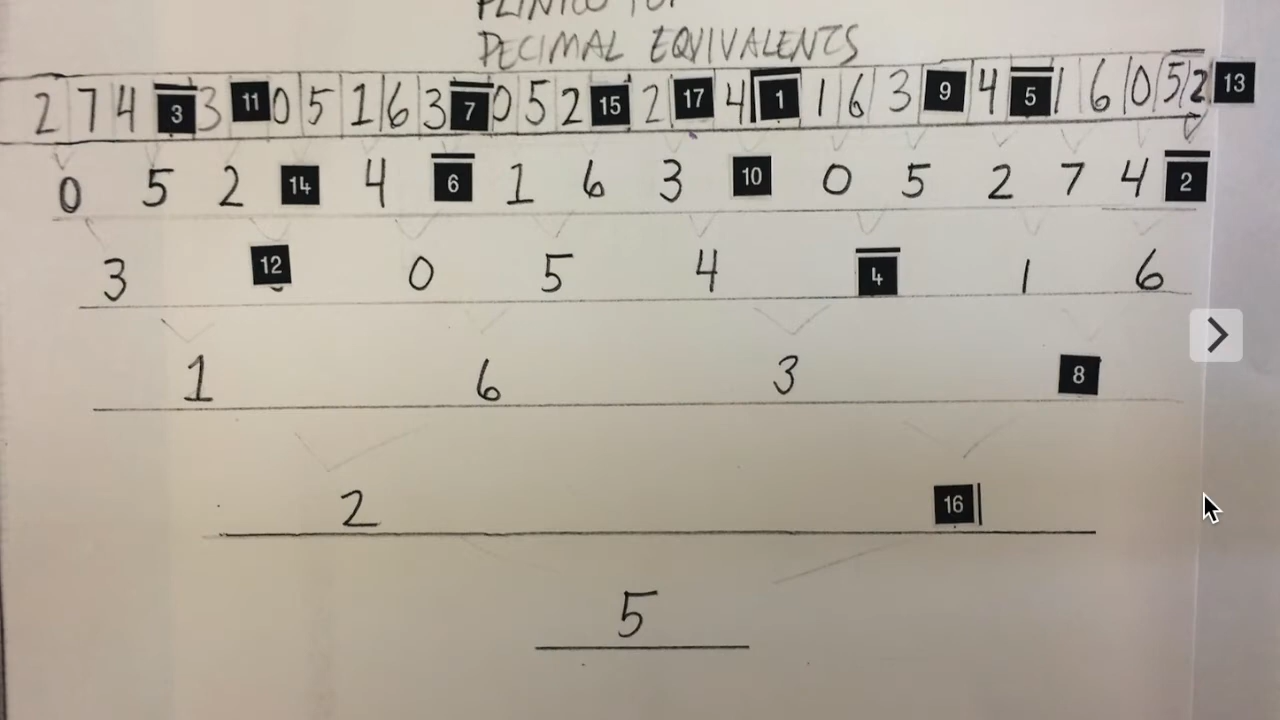 DECIMAL EQUIVALENTS
2 7 4 3 3 11 0 5 1 6 3 7 0 5 2 15 2 17 4 1 1 6 3 9 4 5 1 6 0 5 2 13
0 5 2 14 4 6 1 6 3 10 0 5 2 7 4 2
3 12 0 5 4 4 1 6
1 6 3 8
2 16
5